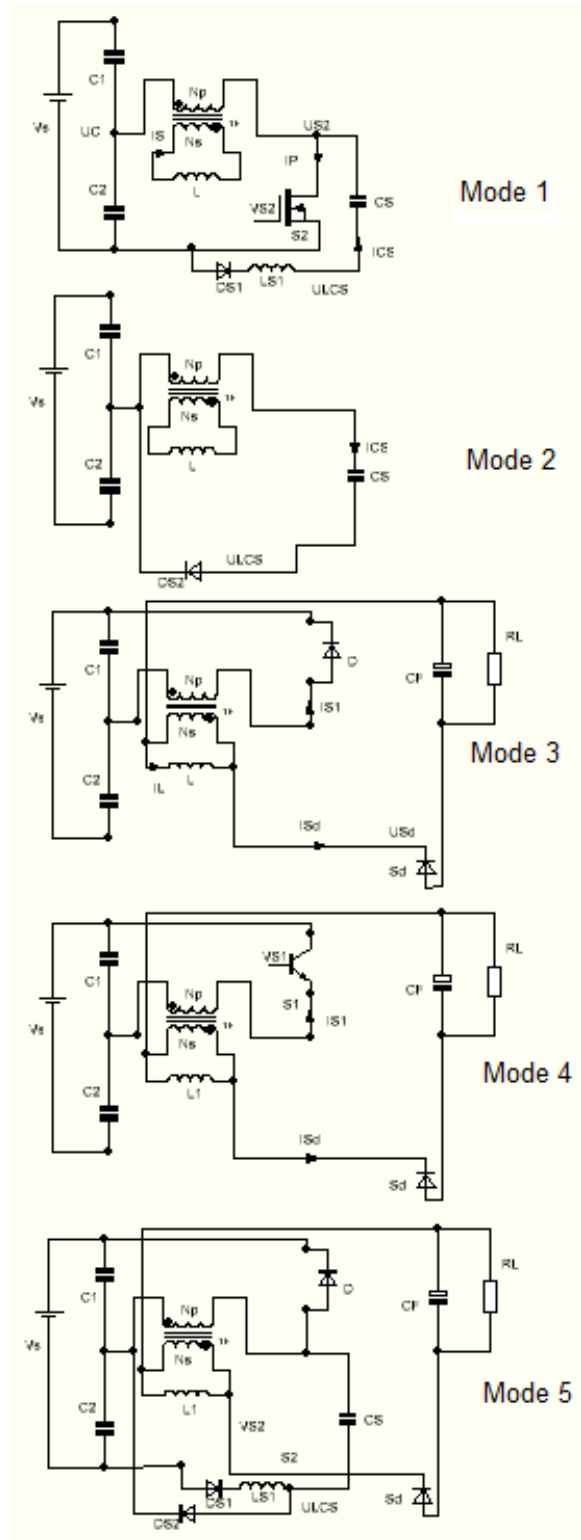 C1
Np
Vs
UC
IS
Ns
US2
IP
L
C2
VS2
S2
CS
Mode 1
ICS
DS1
LS1
ULCS
C1
Np
Vs
Ns
L
ICS
CS
C2
Mode 2
ULCS
DS2
C1
Np
D
RL
CF
Vs
IS1
Ns
Mode 3
C2
IL
L
ISd
USd
Sd
C1
VS1
RL
Np
CF
S1
Vs
IS1
Ns
Mode 4
C2
L1
ISd
Sd
C1
D
RL
Np
CF
Vs
Ns
Mode 5
L1
C2
VS2
CS
S2
DS1
LS1
Sd
ULCS
DS2